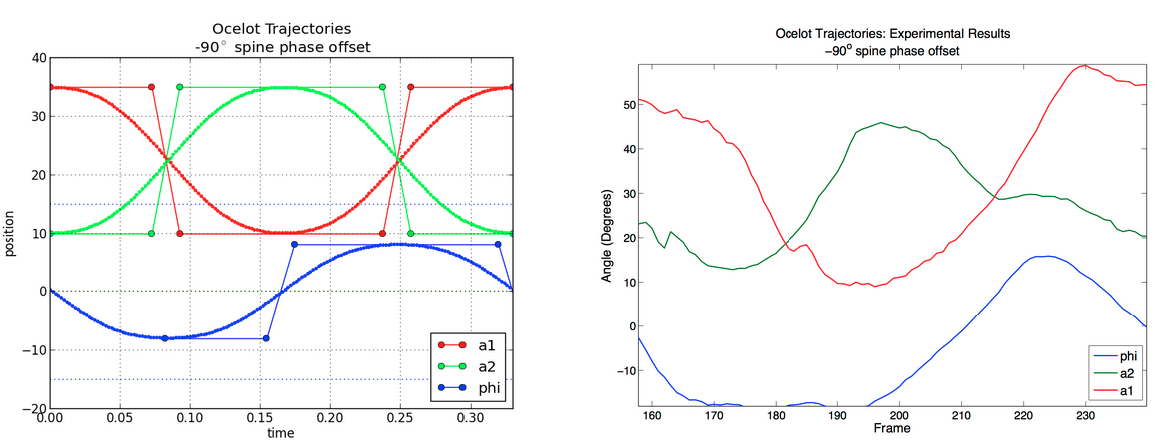 Ocelot Trajectories
-90° spine phase offset
40
30
20
10
0
−10
−20
position
0.00 0.05 0.10 0.15 0.20 0.25 0.30
time
a1
a2
phi
Ocelot Trajectories: Experimental Results
−90° spine phase offset
50
40
30
20
10
0
−10
Angle (Degrees)
160 170 180 190 200 210 220 230
Frame
phi
a2
a1